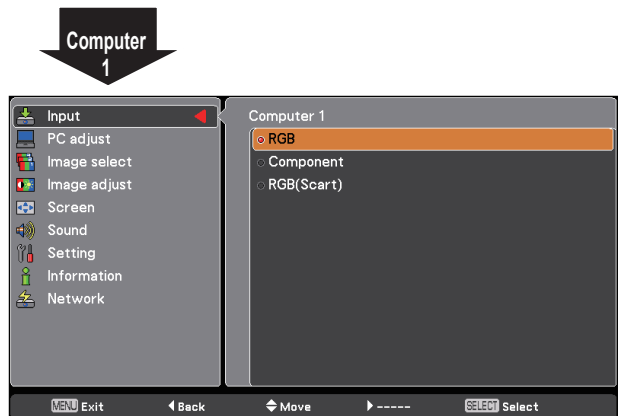 Computer
1
Input
PC adjust
Image select
Image adjust
Screen
Sound
Setting
Information
Network
Computer 1
RGB
Component
RGB(Scart)
MENU Exit Back Move ----- SELECT Select